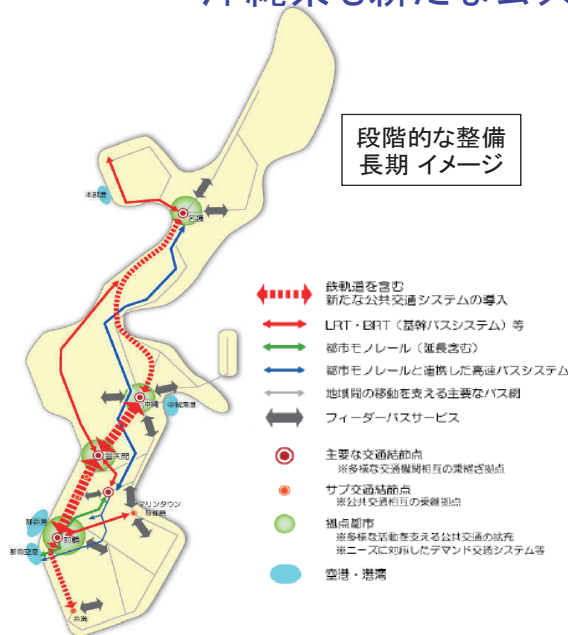 沖縄県も新たな公共
段階的な整備
長期 イメージ
本部港
名護
鉄軌道を含む
新たな公共交通システムの導入
LRT・BRT（基幹バスシステム）等
都市モノレール（延長含む）
都市モノレールと連携した高速バスシステム
地域間の移動を支える主要なバス網
フィーダーバスサービス
沖縄
中城湾港
普天間
主要な交通結節点
※多様な交通機関相互の乗継ぎ拠点
サブ交通結節点
※公共交通相互の乗継拠点
マリンタウン
与那原
那覇港
那覇
那覇空港
拠点都市
※多様な活動を支える公共交通の拡充
※ニーズに対応したデマンド交通システム等
空港・港湾
糸満